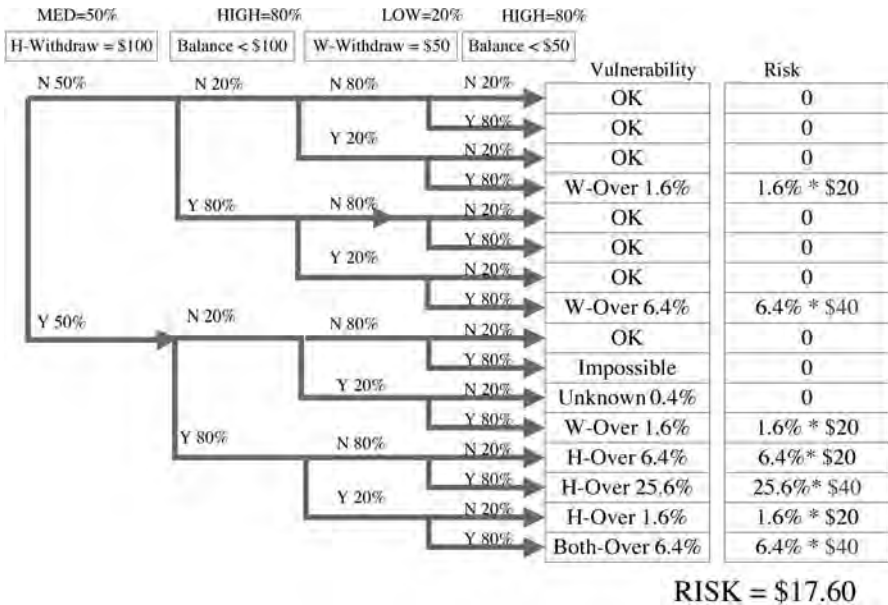 MED=50% HIGH=80% LOW=20% HIGH=80%
H-Withdraw = $100 Balance < $100 W-Withdraw = $50 Balance < $50
Vulnerability Risk
N 50% N 20% N 80% N 20%
OK 0
Y 80%
OK 0
Y 20% N 20%
OK 0
Y 80%
W-Over 1.6% 1.6% * $20
Y 80% N 80% N 20%
OK 0
Y 80%
OK 0
Y 20% N 20%
OK 0
Y 80%
W-Over 6.4% 6.4% * $40
Y 50% N 20% N 80% N 20%
OK 0
Y 80%
Impossible 0
Y 20% N 20%
Unknown 0.4% 0
Y 80%
W-Over 1.6% 1.6% * $20
Y 80% N 80% N 20%
H-Over 6.4% 6.4%* $20
Y 80%
H-Over 25.6% 25.6%* $40
Y 20% N 20%
H-Over 1.6% 1.6% * $20
Y 80%
Both-Over 6.4% 6.4% * $40
RISK = $17.60